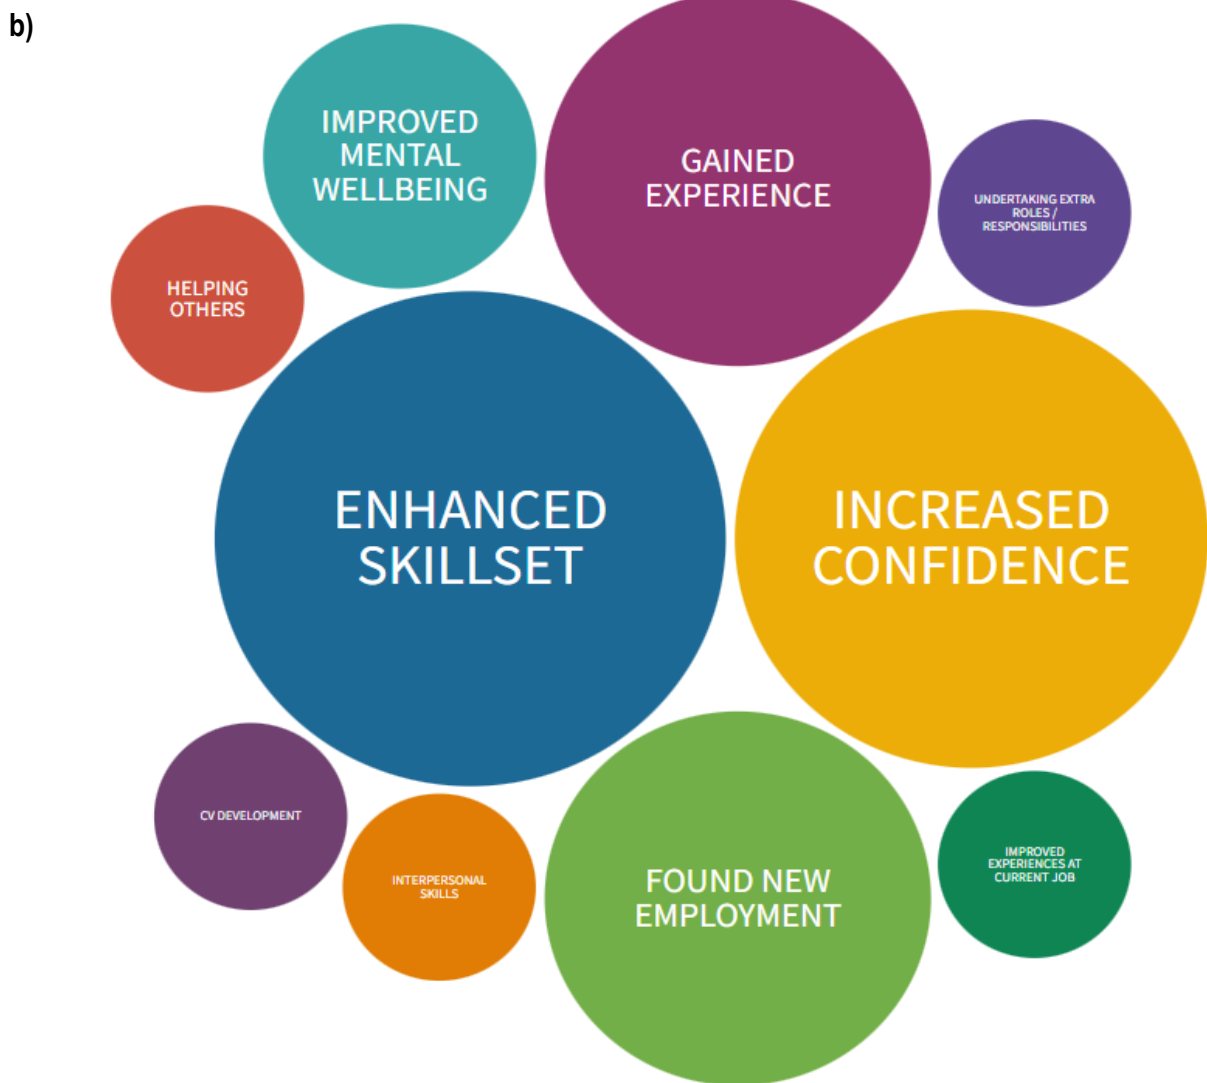 b)
IMPROVED
MENTAL
WELLBEING
GAINED
EXPERIENCE
UNDERTAKING EXTRA
ROLES /
RESPONSIBILITIES
HELPING
OTHERS
ENHANCED
SKILLSET
INCREASED
CONFIDENCE
CV DEVELOPMENT
INTERPERSONAL
SKILLS
FOUND NEW
EMPLOYMENT
IMPROVED
EXPERIENCES AT
CURRENT JOB